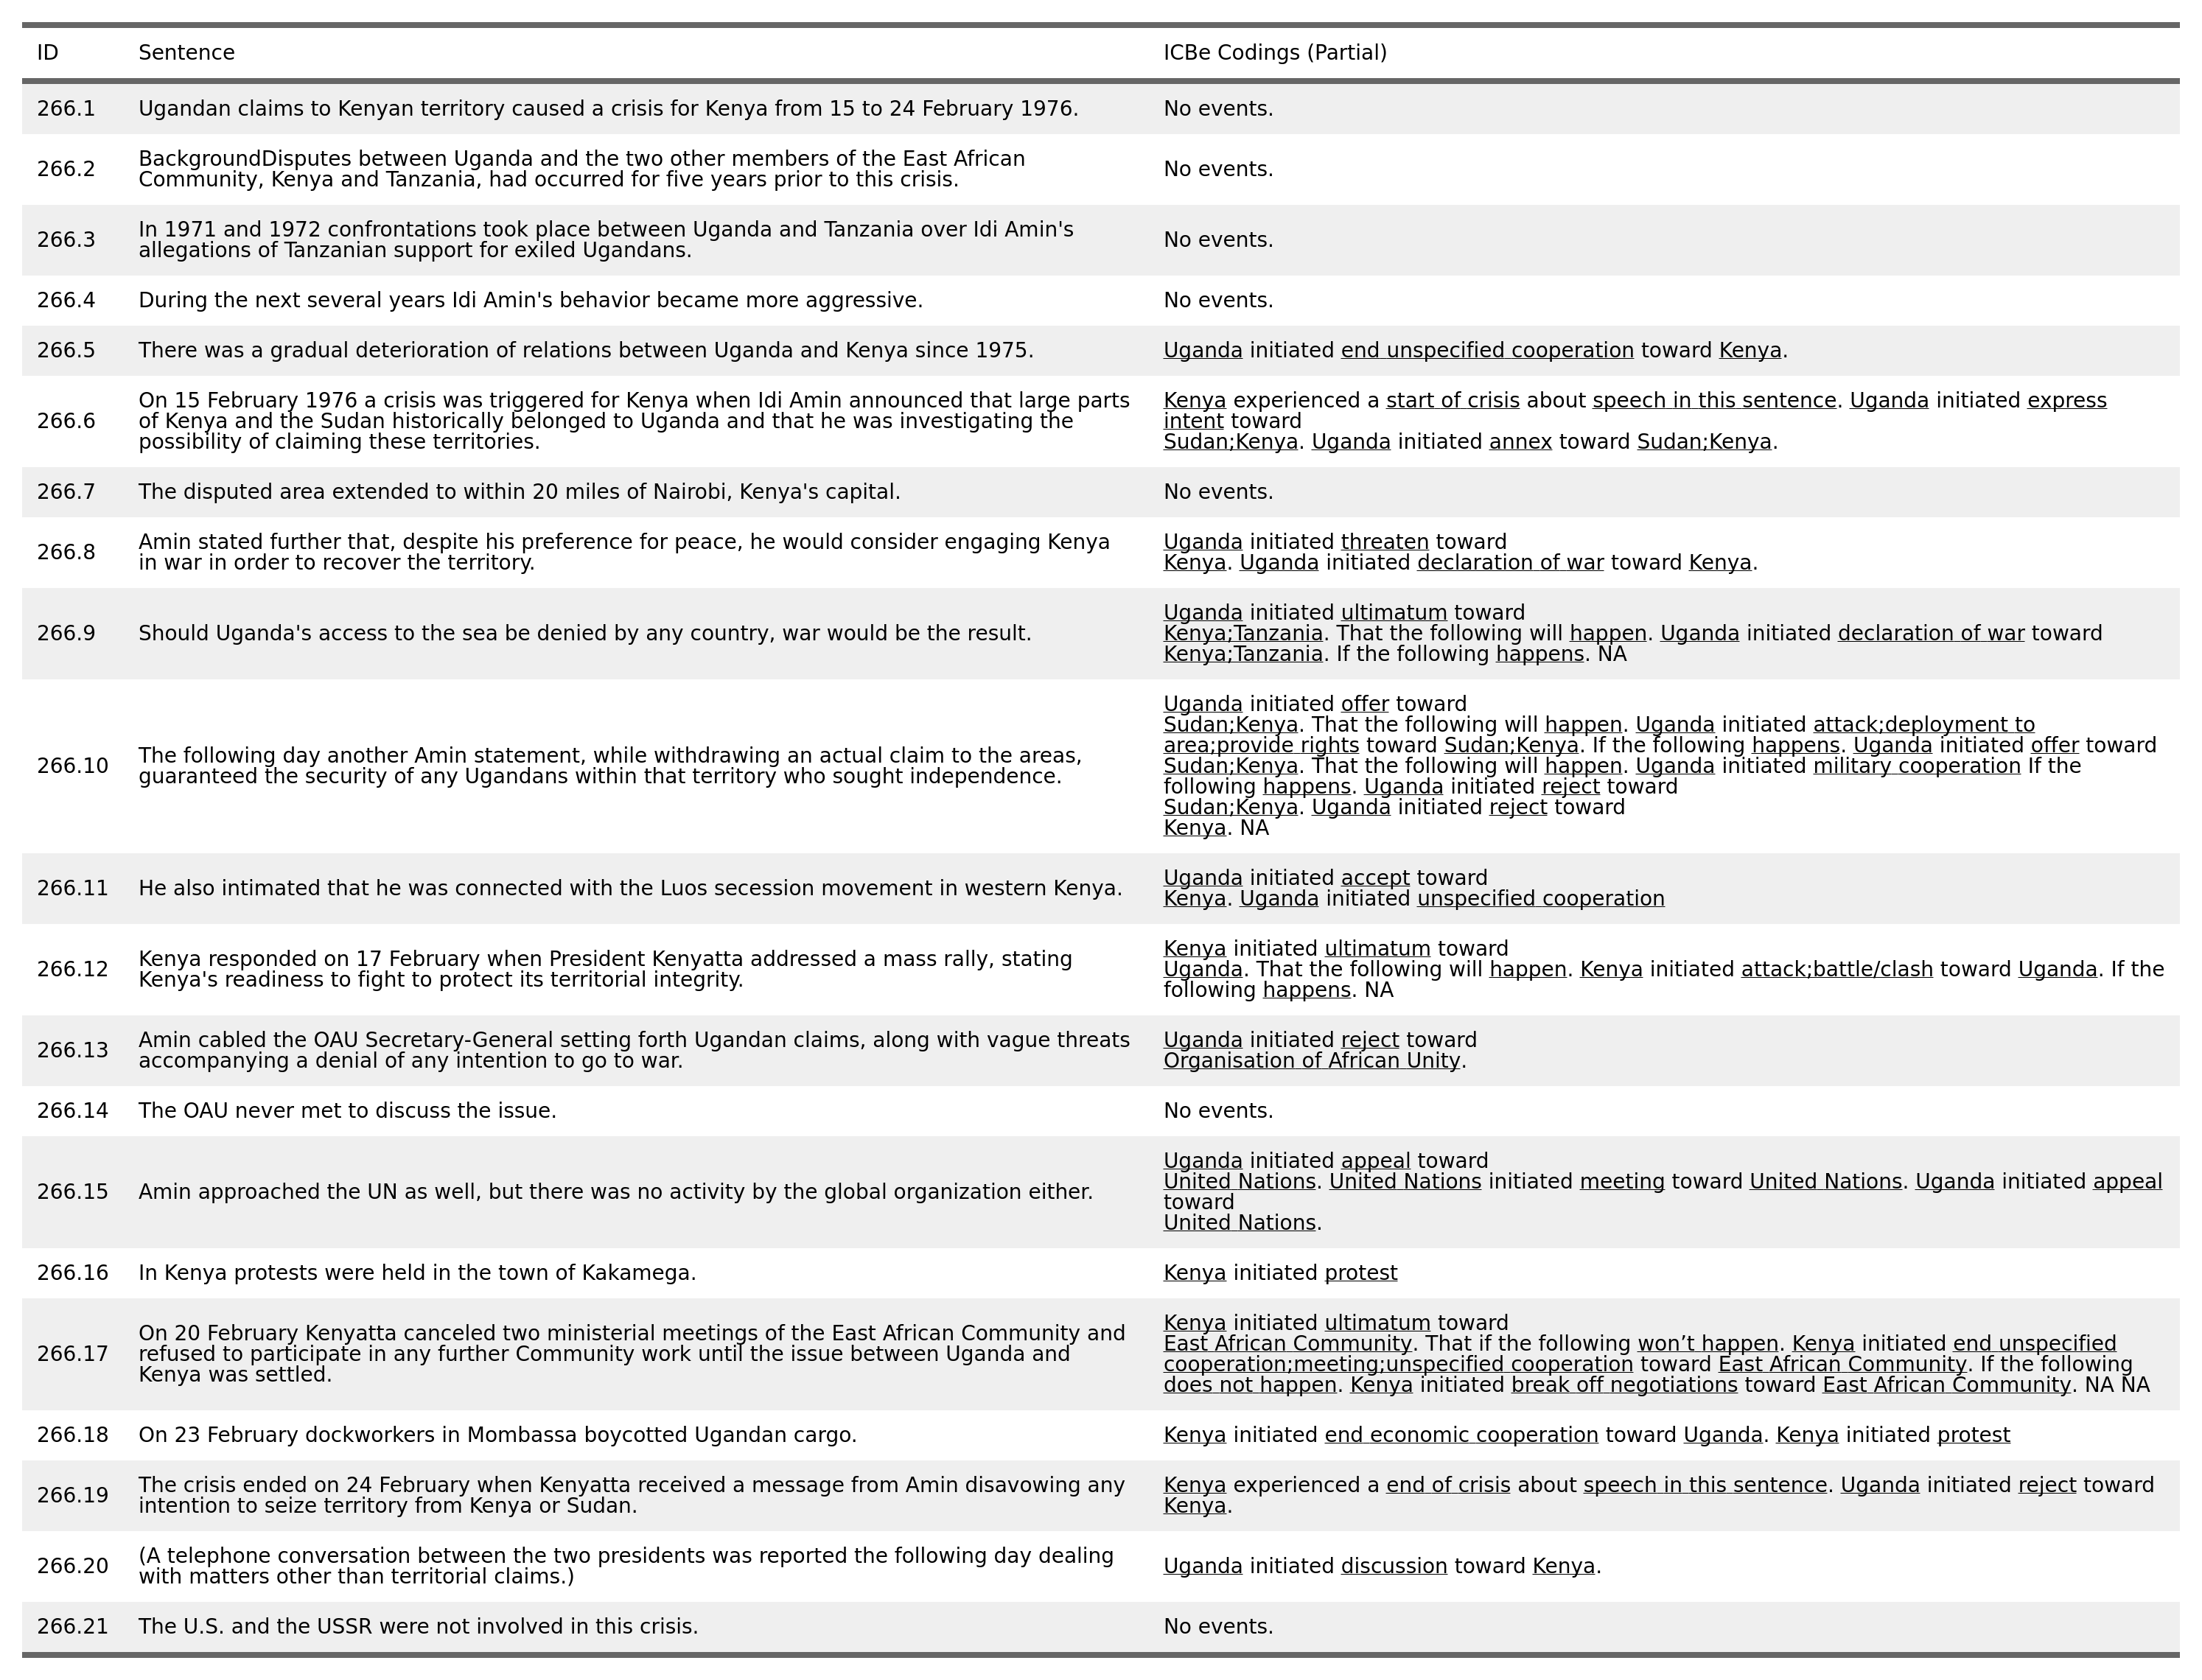 ID Sentence ICBe Codings (Partial)
266.1 Ugandan claims to Kenyan territory caused a crisis for Kenya from 15 to 24 February 1976. No events.
266.2 BackgroundDisputes between Uganda and the two other members of the East African
Community, Kenya and Tanzania, had occurred for five years prior to this crisis.
No events.
266.3 In 1971 and 1972 confrontations took place between Uganda and Tanzania over Idi Amin's
allegations of Tanzanian support for exiled Ugandans.
No events.
266.4 During the next several years Idi Amin's behavior became more aggressive. No events.
266.5 There was a gradual deterioration of relations between Uganda and Kenya since 1975. Uganda initiated end unspecified cooperation toward Kenya.
266.6 On 15 February 1976 a crisis was triggered for Kenya when Idi Amin announced that large parts
of Kenya and the Sudan historically belonged to Uganda and that he was investigating the
possibility of claiming these territories.
Kenya experienced a start of crisis about speech in this sentence. Uganda initiated express
intent toward
Sudan;Kenya. Uganda initiated annex toward Sudan;Kenya.
266.7 The disputed area extended to within 20 miles of Nairobi, Kenya's capital. No events.
266.8 Amin stated further that, despite his preference for peace, he would consider engaging Kenya
in war in order to recover the territory.
Uganda initiated threaten toward
Kenya. Uganda initiated declaration of war toward Kenya.
266.9 Should Uganda's access to the sea be denied by any country, war would be the result.
Uganda initiated ultimatum toward
Kenya;Tanzania. That the following will happen. Uganda initiated declaration of war toward
Kenya;Tanzania. If the following happens. NA
266.10 The following day another Amin statement, while withdrawing an actual claim to the areas,
guaranteed the security of any Ugandans within that territory who sought independence.
Uganda initiated offer toward
Sudan;Kenya. That the following will happen. Uganda initiated attack;deployment to
area;provide rights toward Sudan;Kenya. If the following happens. Uganda initiated offer toward
Sudan;Kenya. That the following will happen. Uganda initiated military cooperation If the
following happens. Uganda initiated reject toward
Sudan;Kenya. Uganda initiated reject toward
Kenya. NA
266.11 He also intimated that he was connected with the Luos secession movement in western Kenya.
Uganda initiated accept toward
Kenya. Uganda initiated unspecified cooperation
266.12 Kenya responded on 17 February when President Kenyatta addressed a mass rally, stating
Kenya's readiness to fight to protect its territorial integrity.
Kenya initiated ultimatum toward
Uganda. That the following will happen. Kenya initiated attack;battle/clash toward Uganda. If the
following happens. NA
266.13 Amin cabled the OAU Secretary-General setting forth Ugandan claims, along with vague threats
accompanying a denial of any intention to go to war.
Uganda initiated reject toward
Organisation of African Unity.
266.14 The OAU never met to discuss the issue. No events.
266.15 Amin approached the UN as well, but there was no activity by the global organization either.
Uganda initiated appeal toward
United Nations. United Nations initiated meeting toward United Nations. Uganda initiated appeal
toward
United Nations.
266.16 In Kenya protests were held in the town of Kakamega. Kenya initiated protest
266.17 On 20 February Kenyatta canceled two ministerial meetings of the East African Community and
refused to participate in any further Community work until the issue between Uganda and
Kenya was settled.
Kenya initiated ultimatum toward
East African Community. That if the following won’t happen. Kenya initiated end unspecified
cooperation;meeting;unspecified cooperation toward East African Community. If the following
does not happen. Kenya initiated break off negotiations toward East African Community. NA NA
266.18 On 23 February dockworkers in Mombassa boycotted Ugandan cargo. Kenya initiated end economic cooperation toward Uganda. Kenya initiated protest
266.19 The crisis ended on 24 February when Kenyatta received a message from Amin disavowing any
intention to seize territory from Kenya or Sudan.
Kenya experienced a end of crisis about speech in this sentence. Uganda initiated reject toward
Kenya.
266.20 (A telephone conversation between the two presidents was reported the following day dealing
with matters other than territorial claims.)
Uganda initiated discussion toward Kenya.
266.21 The U.S. and the USSR were not involved in this crisis. No events.